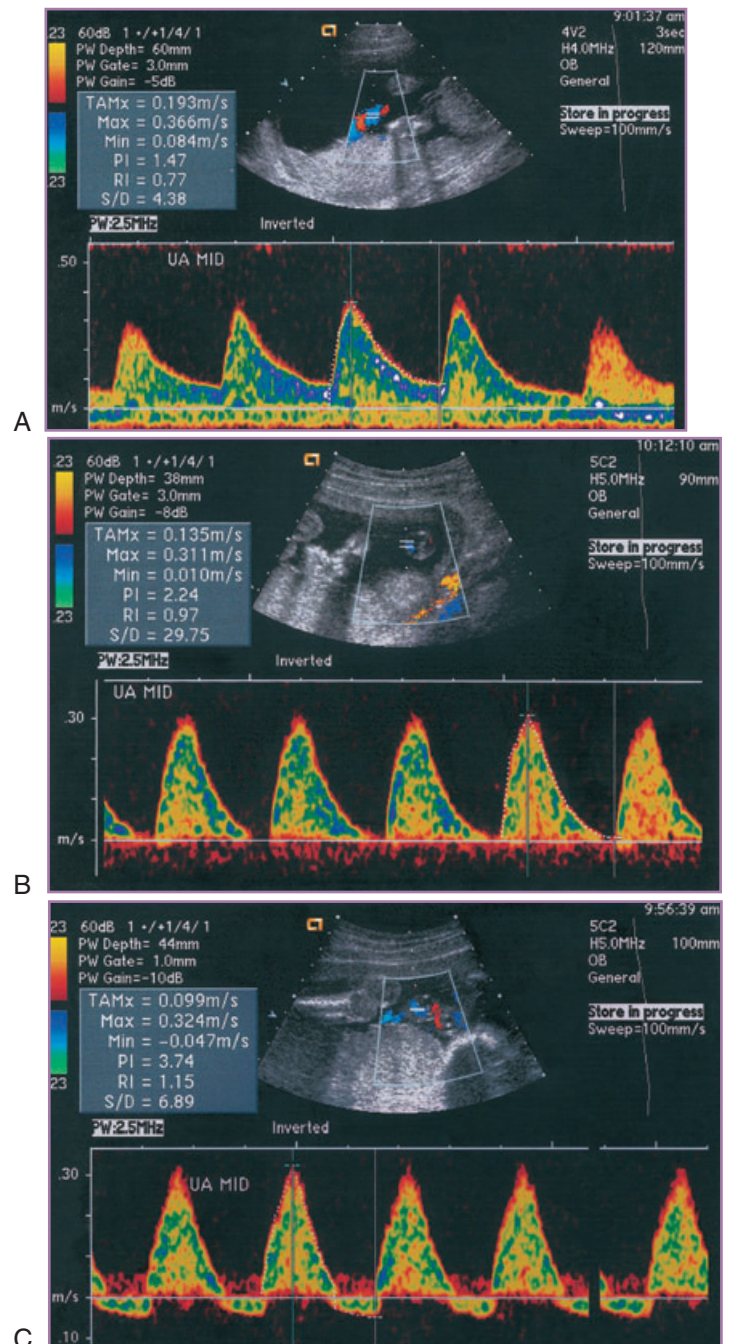 9:01:37 am
.23 60dB 1 •/+1/4/ 1 4V2 3sec
PW Depth= 60mm H4.0MHz 120mm
PW Gate= 3.0mm OB
PW Gain= -5dB General
TAMx = 0.193m/s
Max = 0.366m/s
Min = 0.084m/s
PI = 1.47
RI = 0.77
S/D = 4.38
Store in progress
Sweep=100mm/s
.23
PW:2.5MHz Inverted
UA MID
.50
m/s
A
10:12:10 am
.23 60dB 1 •/+1/4/ 1 5C2
PW Depth= 38mm H5.0MHz 90mm
PW Gate= 3.0mm OB
PW Gain= -8dB General
TAMx = 0.135m/s
Max = 0.311m/s
Min = 0.010m/s
PI = 2.24
RI = 0.97
S/D = 29.75
Store in progress
Sweep=100mm/s
.23
PW:2.5MHz Inverted
UA MID
.30
m/s
B
9:56:39 am
23 60dB 1 •/+1/4/ 1 5C2
PW Depth= 44mm H5.0MHz 100mm
PW Gate= 1.0mm OB
PW Gain=-10dB General
TAMx = 0.099m/s
Max = 0.324m/s
Min = -0.047m/s
PI = 3.74
RI = 1.15
S/D = 6.89
Store in progress
Sweep=100mm/s
23
PW:2.5MHz Inverted
.30
UA MID
m/s
.10
C